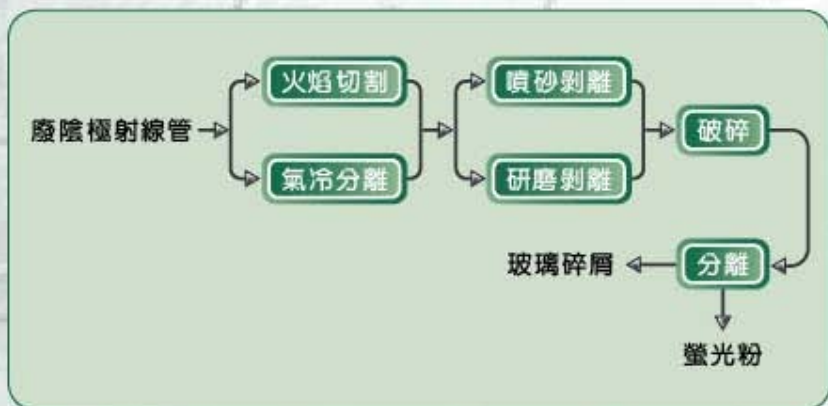 火焰切割
噴砂剝離
廢陰極射線管
破碎
氣冷分離
研磨剝離
玻璃碎屑
分離
螢光粉